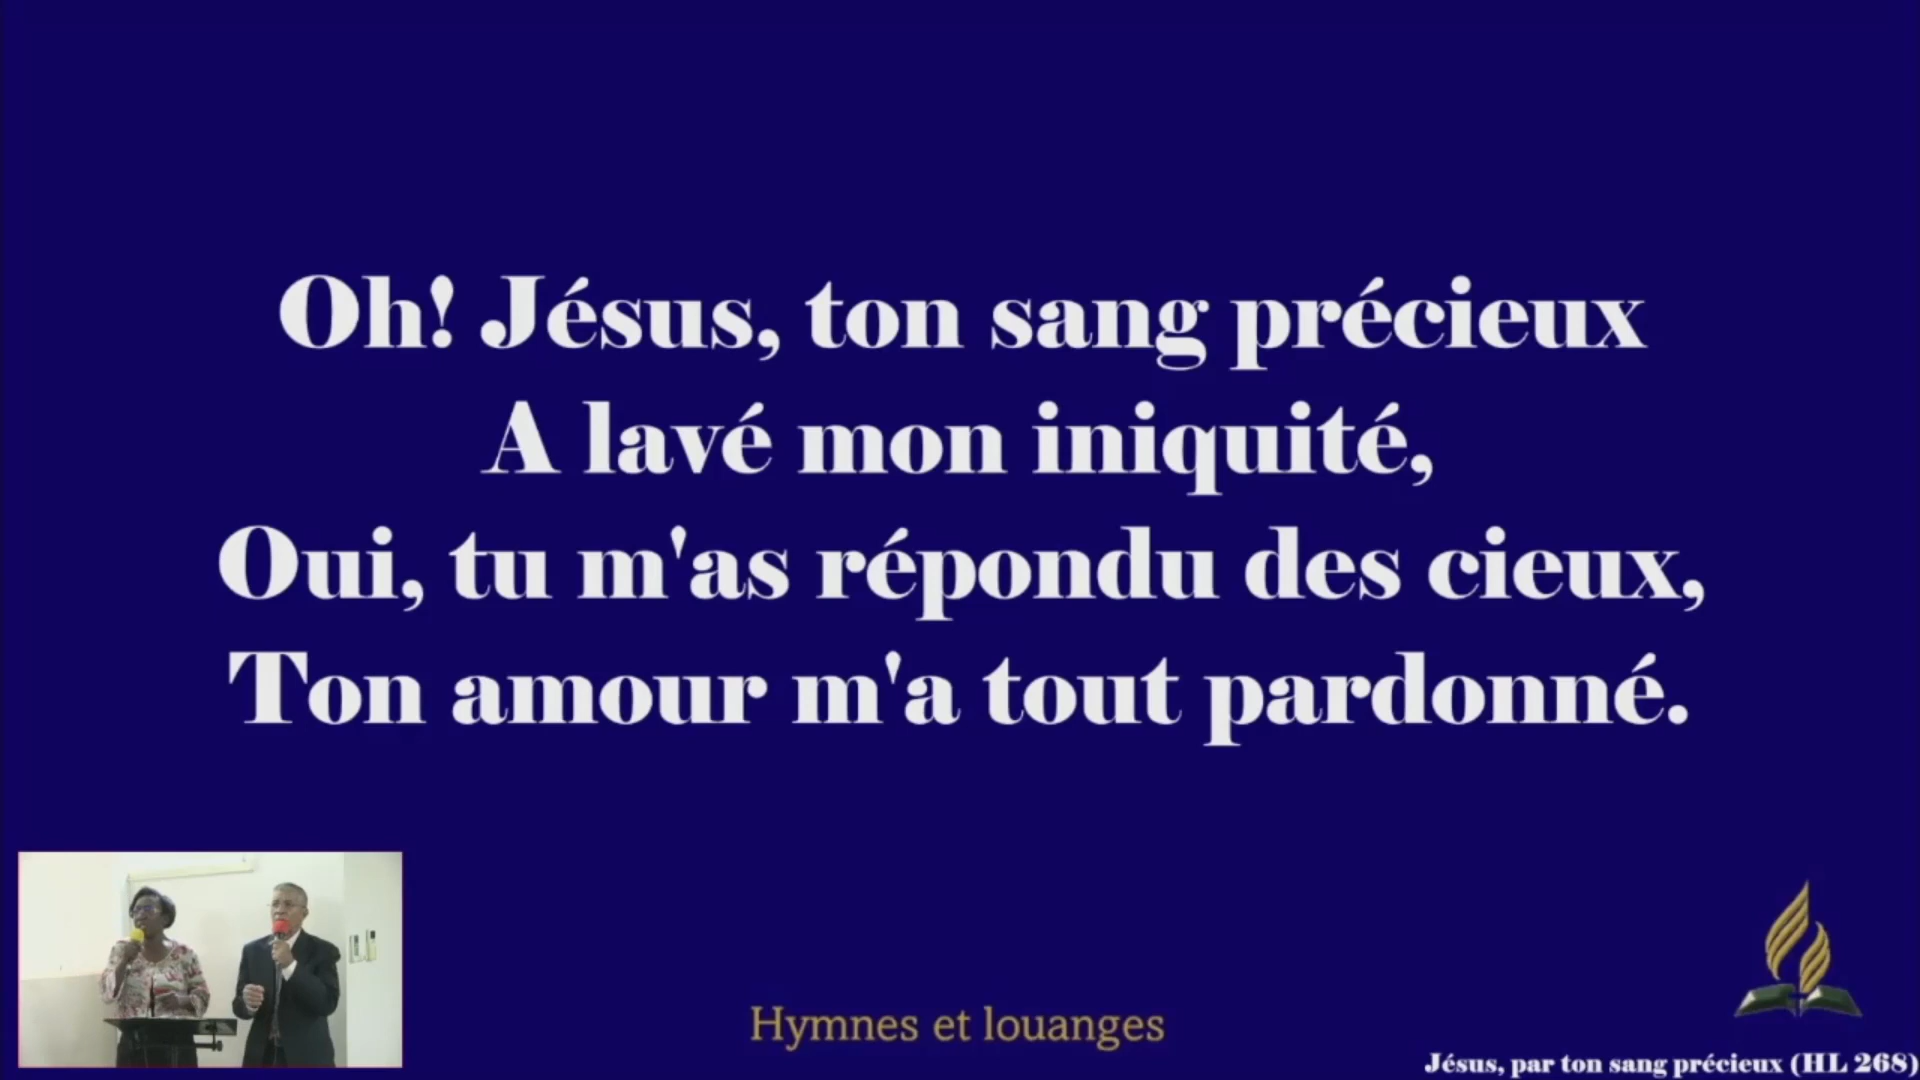 Oh! Jésus, ton sang précieux
A lavé mon iniquité,
Oui, tu m'as répondu des cieux,
Ton amour m'a tout pardonné.
Hymnes et louanges
Jésus, par ton sang précieux (HL 268)